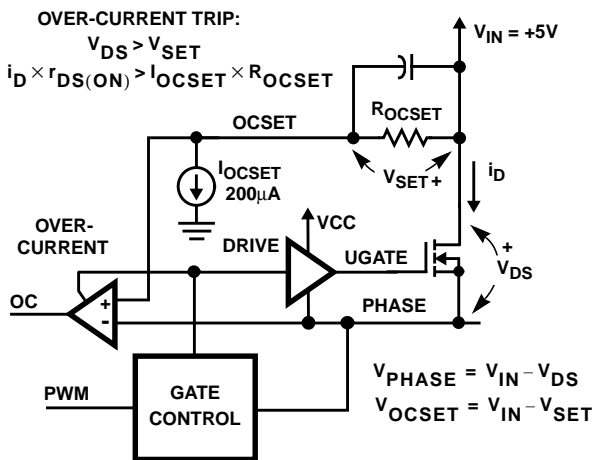 OVER-CURRENT TRIP:
V_DS > V_SET
i_D × r_DS(ON) > I_OCSET × R_OCSET
V_IN = +5V
R_OCSET
OCSET
I_OCSET
200µA
V_SET +
i_D
OVER-
CURRENT
VCC
DRIVE
UGATE
+
V_DS
OC
+
-
PHASE
PWM
GATE
CONTROL
V_PHASE = V_IN – V_DS
V_OCSET = V_IN – V_SET